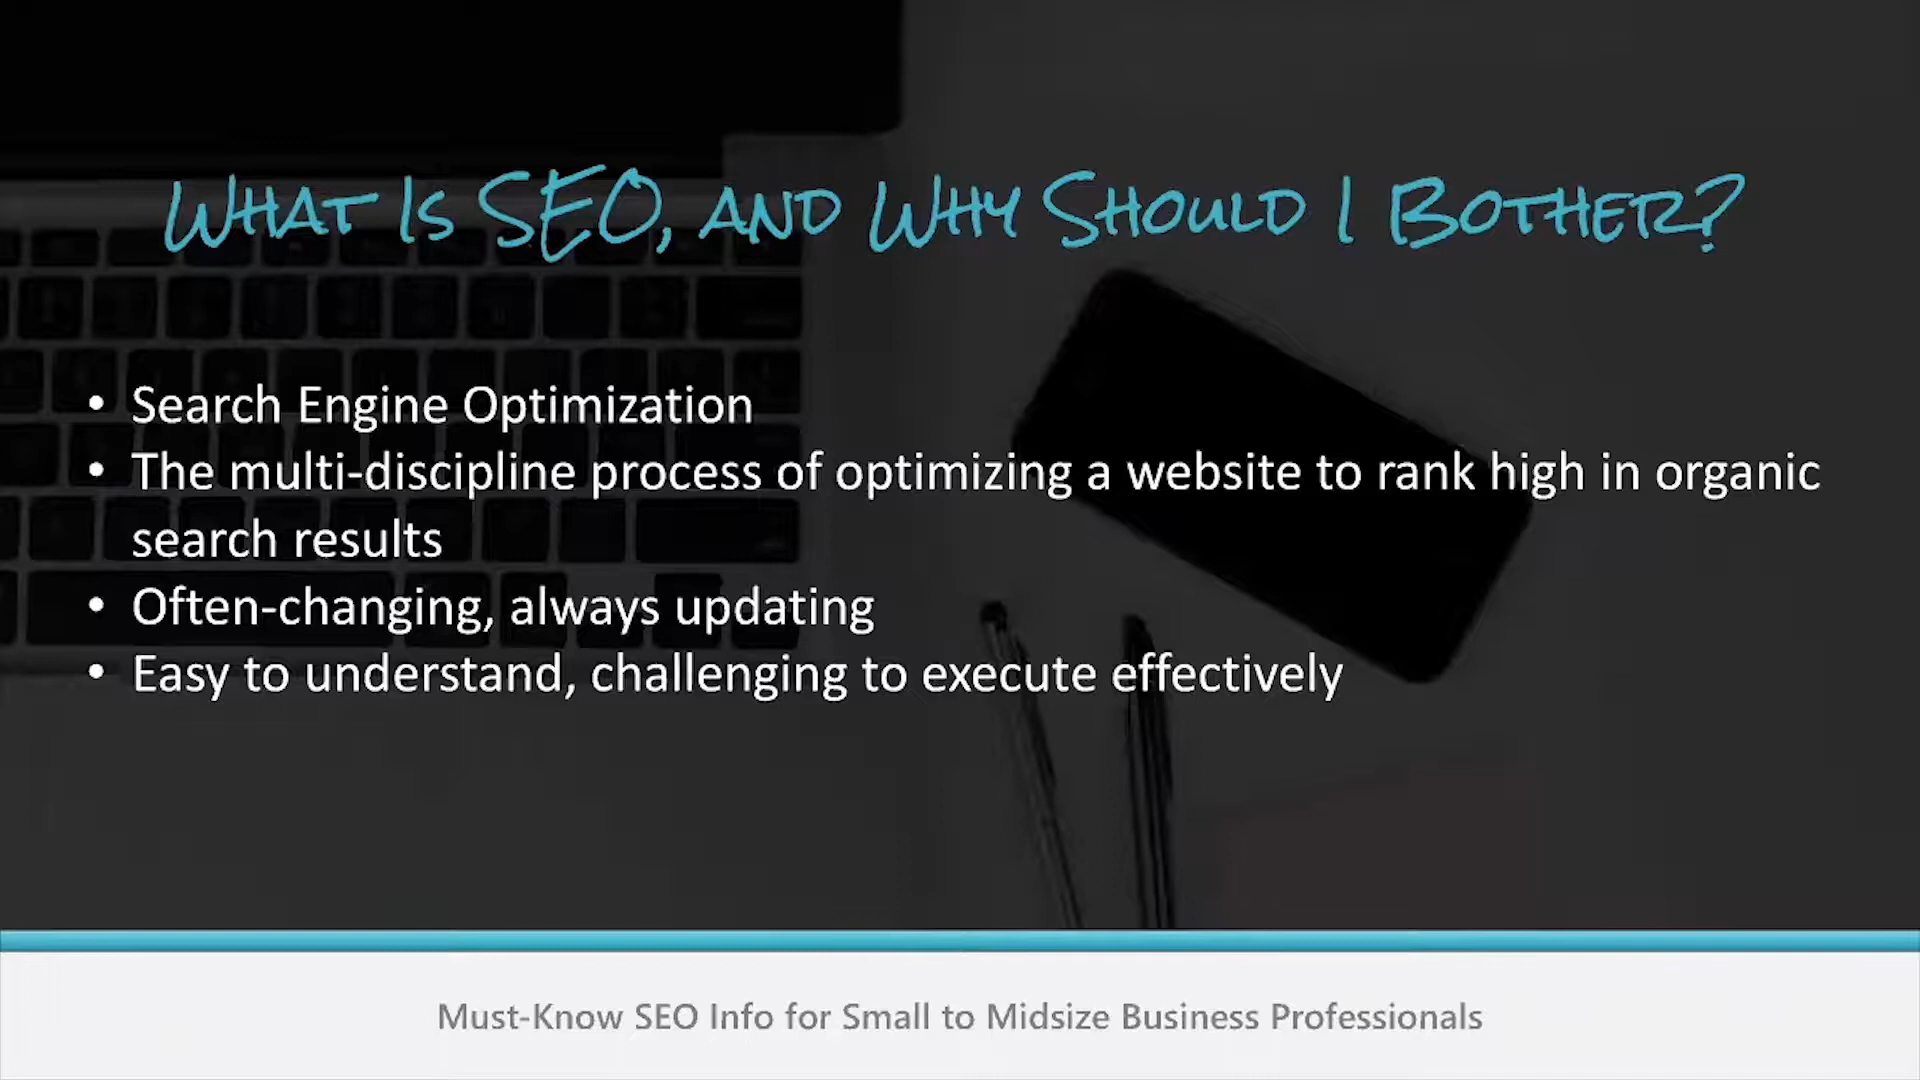 What Is SEO, and Why Should I Bother?
• Search Engine Optimization
• The multi-discipline process of optimizing a website to rank high in organic
search results
• Often-changing, always updating
• Easy to understand, challenging to execute effectively
Must-Know SEO Info for Small to Midsize Business Professionals